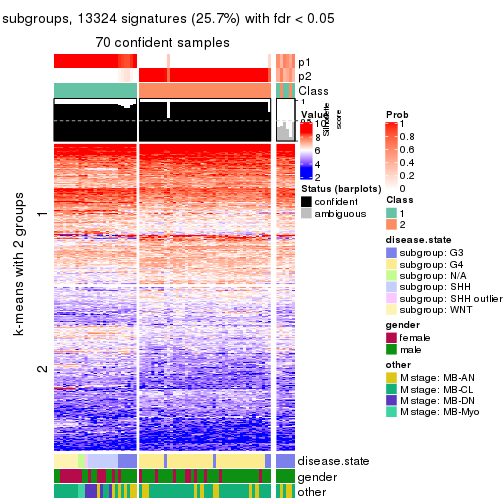 subgroups, 13324 signatures (25.7%) with fdr < 0.05
70 confident samples
p1
p2
Class
1
Silhouette
score
k-means with 2 groups
1
2
disease.state
gender
other
Value
10
8
6
4
2
Status (barplots)
confident
ambiguous
Prob
1
0.8
0.6
0.4
0.2
0
Class
1
2
disease.state
subgroup: G3
subgroup: G4
subgroup: N/A
subgroup: SHH
subgroup: SHH outlier
subgroup: WNT
gender
female
male
other
M stage: MB-AN
M stage: MB-CL
M stage: MB-DN
M stage: MB-Myo